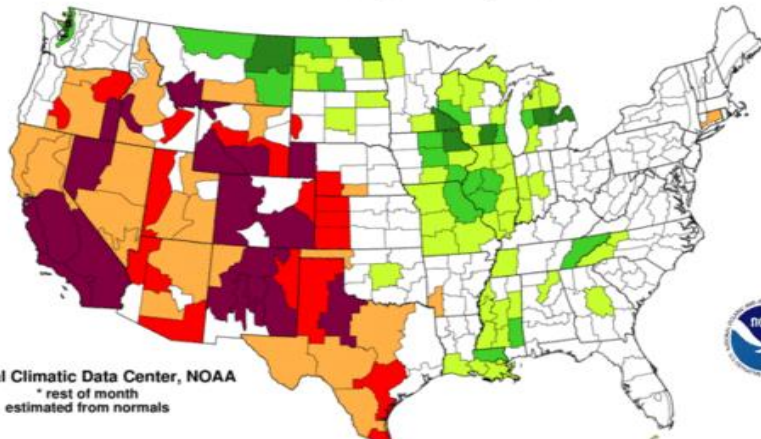 l Climatic Data Center, NOAA
* rest of month
estimated from normals